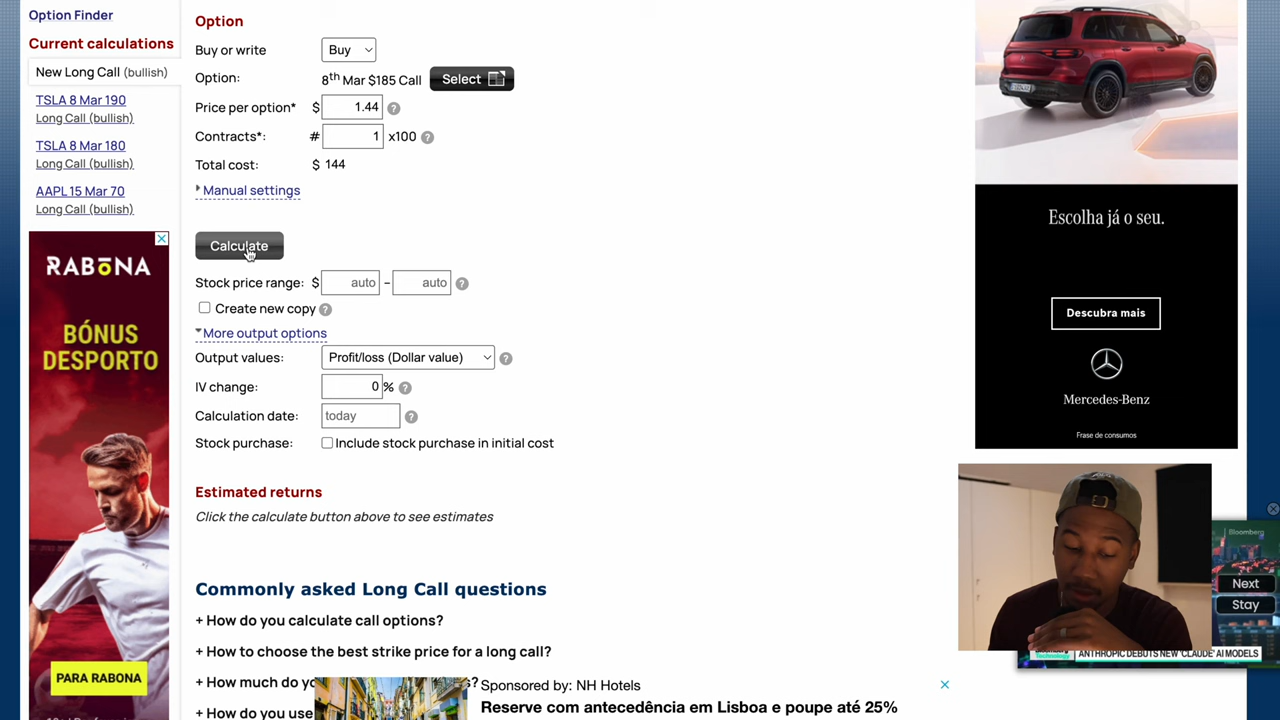 Option Finder
Current calculations
New Long Call (bullish)
TSLA 8 Mar 190
Long Call (bullish)
TSLA 8 Mar 180
Long Call (bullish)
AAPL 15 Mar 70
Long Call (bullish)
RABONA
BÓNUS
DESPORTO
PARA RABONA
Option
Buy or write
Buy
Option:
8th Mar $185 Call
Select
Price per option*
$ 1.44 ?
Contracts*:
# 1 x100 ?
Total cost:
$ 144
Manual settings
Calculate
Stock price range: $ auto - auto ?
Create new copy ?
More output options
Output values:
Profit/loss (Dollar value) ?
IV change:
0 % ?
Calculation date:
today ?
Stock purchase:
Include stock purchase in initial cost
Estimated returns
Click the calculate button above to see estimates
Commonly asked Long Call questions
+ How do you calculate call options?
+ How to choose the best strike price for a long call?
+ How much do yo
s?
+ How do you use
Sponsored by: NH Hotels
Reserve com antecedência em Lisboa e poupe até 25%
Escolha já o seu.
Descubra mais
Mercedes-Benz
Frase de consumos
Bloomberg
Next
Stay
Bloomberg
Technology
ANTHROPIC DEBUTS NEW 'CLAUDE' AI MODELS